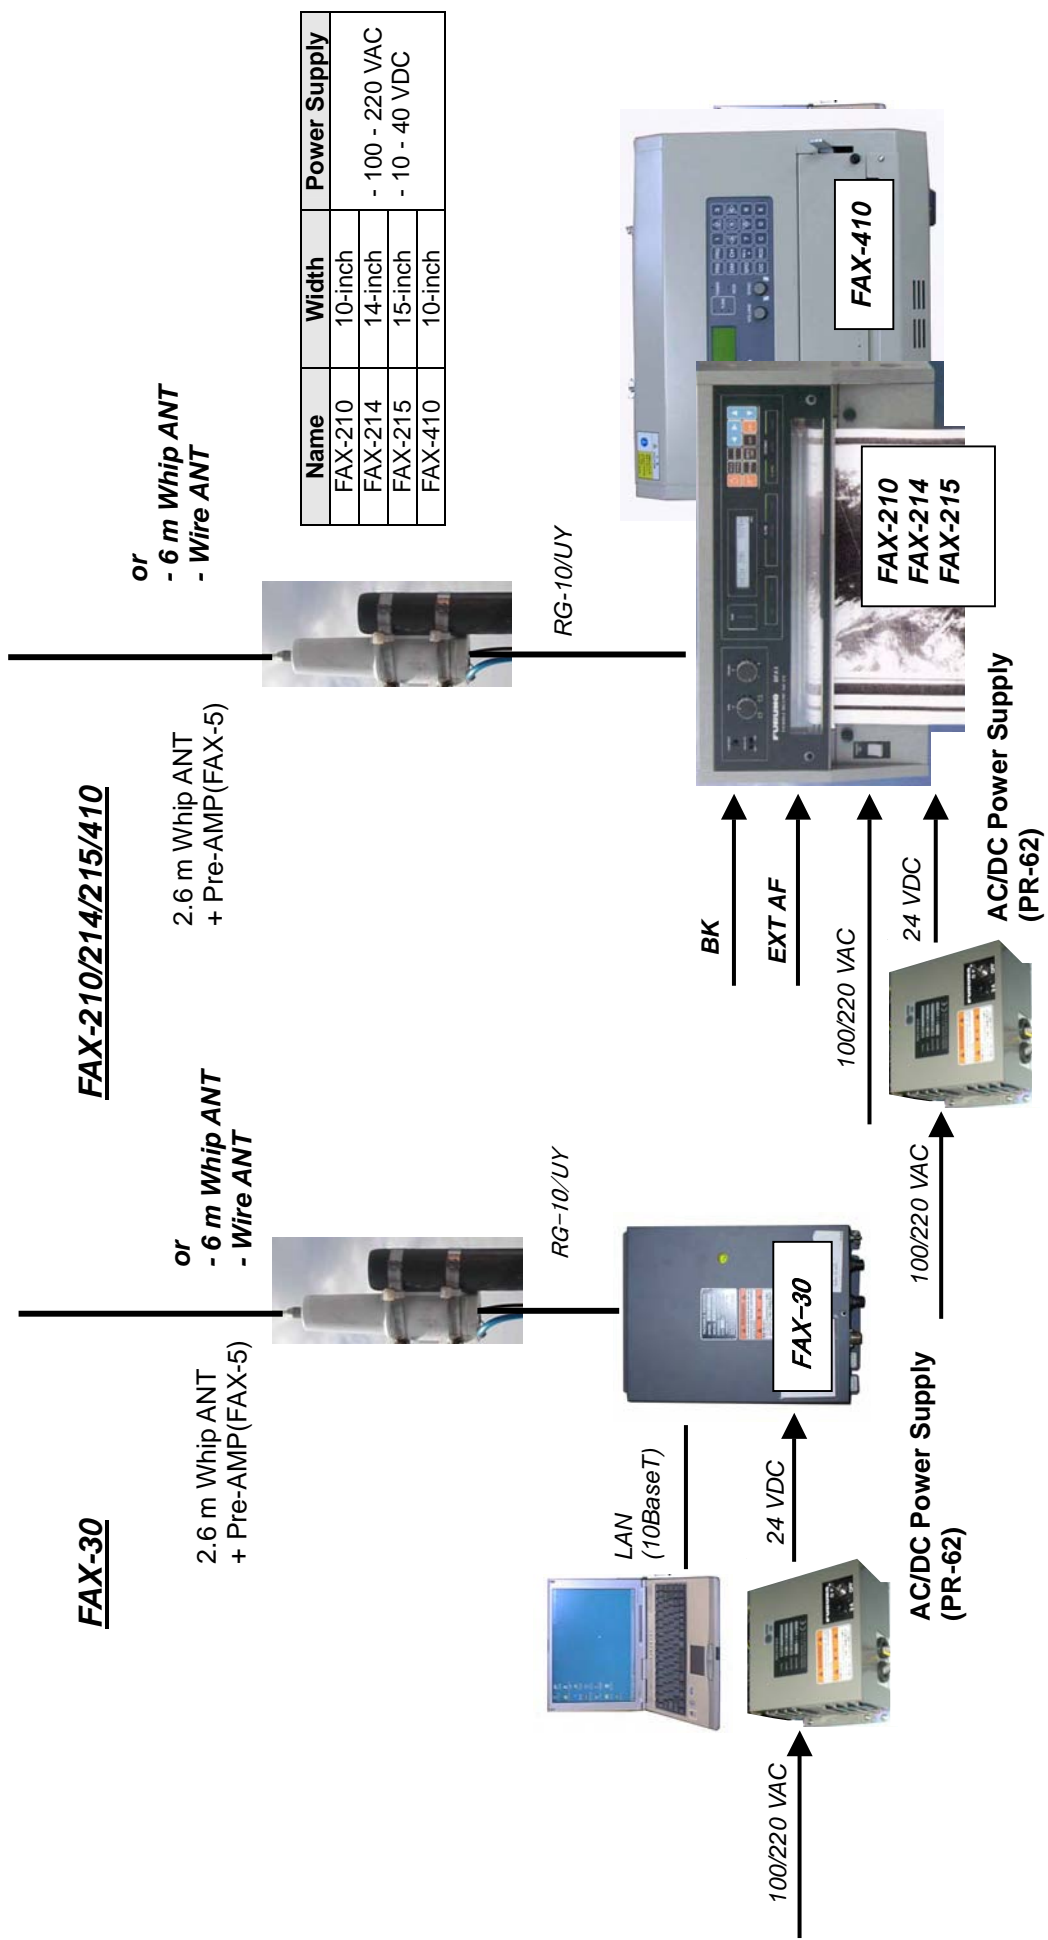 FAX-30
2.6 m Whip ANT
+ Pre-AMP(FAX-5)
or
- 6 m Whip ANT
- Wire ANT
RG-10/UY
LAN
(10BaseT)
24 VDC
FAX-30
100/220 VAC
AC/DC Power Supply
(PR-62)
FAX-210/214/215/410
2.6 m Whip ANT
+ Pre-AMP(FAX-5)
or
- 6 m Whip ANT
- Wire ANT
Name Width Power Supply
FAX-210 10-inch
FAX-214 14-inch
FAX-215 15-inch
FAX-410 10-inch
- 100 - 220 VAC
- 10 - 40 VDC
RG-10/UY
BK
EXT AF
100/220 VAC
24 VDC
100/220 VAC
AC/DC Power Supply
(PR-62)
FURUNO
FAX-210
FAX-214
FAX-215
FAX-410